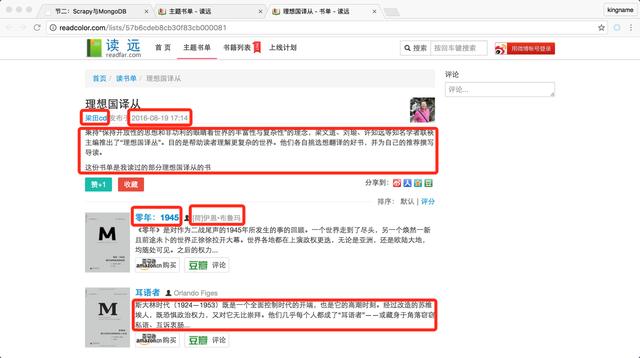 节二：Scrapy与MongoDB
主题书单 - 读远
理想国译从 - 书单 - 读远
kingname
readcolor.com/lists/57b6cdeb8cb30f83cb000081
读远
readfar.com
首页
主题书单
书籍列表
上线计划
搜索
按回车键搜索
用微博帐号登录
首页 / 读书单 / 理想国译从
理想国译从
梁田cd 发布于 2016-08-19 17:14
秉持“保持开放性的思想和非功利的眼睛看世界的丰富性与复杂性”的理念，梁文道、刘瑜、许知远等知名学者联袂
主编推出了“理想国译丛”。目的是帮助读者理解更复杂的世界。他们各自挑选想翻译的好书，并为自己的推荐撰写
导读。
这份书单是我读过的部分理想国译丛的书
赞+1
收藏
分享到：
排序： 默认 | 评分
零年：1945
[荷]伊恩·布鲁玛
《零年》是对作为二战尾声的1945年所发生的事的回顾。一个世界走到了尽头，另一个焕然一新
且前途未卜的世界正徐徐拉开大幕。世界各地都在上演政权更迭，无论是亚洲，还是欧陆大地，
均随处可见。之后的权力...
amazon.cn 购买
豆瓣 评论
耳语者
Orlando Figes
斯大林时代（1924—1953）既是一个全面控制时代的开端，也是它的高潮时刻。经过改造的苏维
埃人，既恐惧政治权力，又对它无比崇拜。他们几乎每个人都成了“耳语者”——或藏身于角落窃窃
私语、互诉衷肠...
amazon.cn 购买
豆瓣 评论
评论
评论...